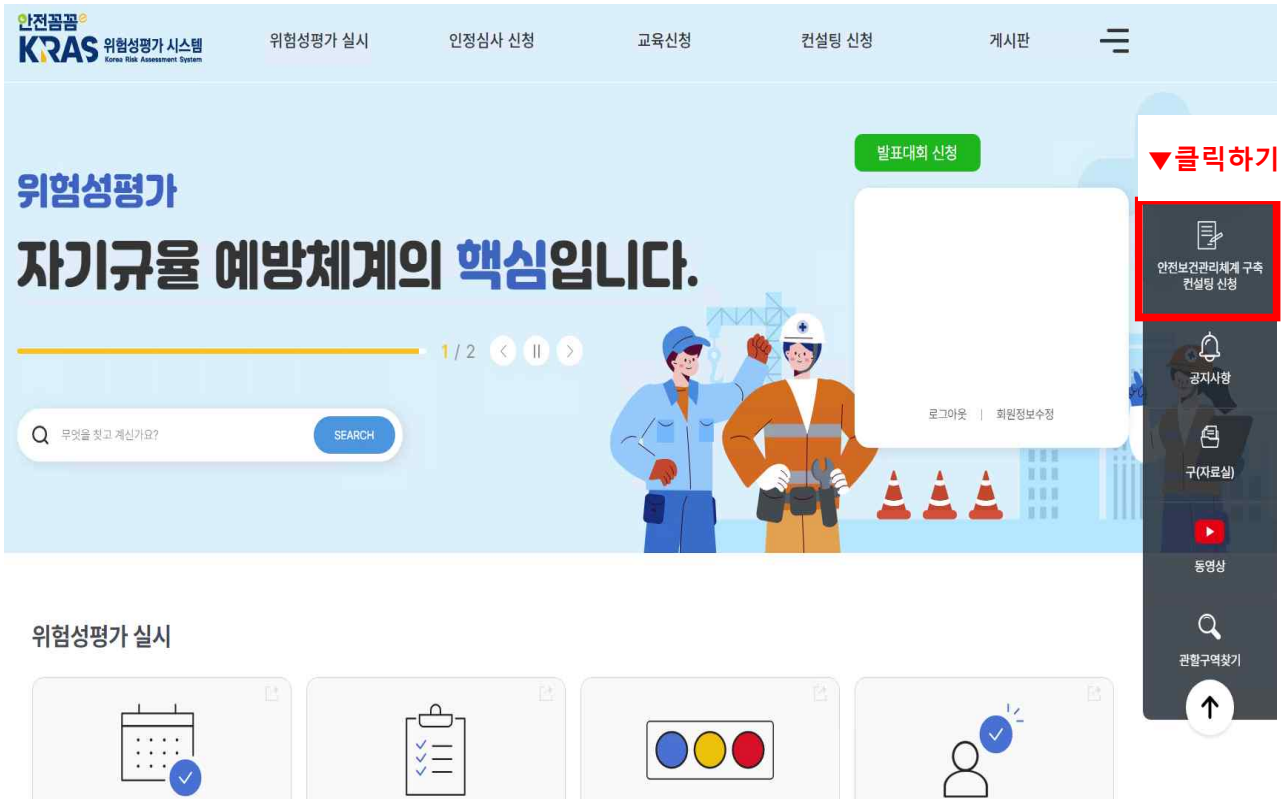 안전꼼꼼e
KRAS 위험성평가 시스템
Korea Risk Assessment System
위험성평가 실시
인정심사 신청
교육신청
컨설팅 신청
게시판
발표대회 신청
▼클릭하기
위험성평가
자기규율 예방체계의 핵심입니다.
1 / 2
무엇을 찾고 계신가요?
SEARCH
로그아웃 | 회원정보수정
안전보건관리체계 구축
컨설팅 신청
공지사항
구(자료실)
동영상
관할구역찾기
위험성평가 실시